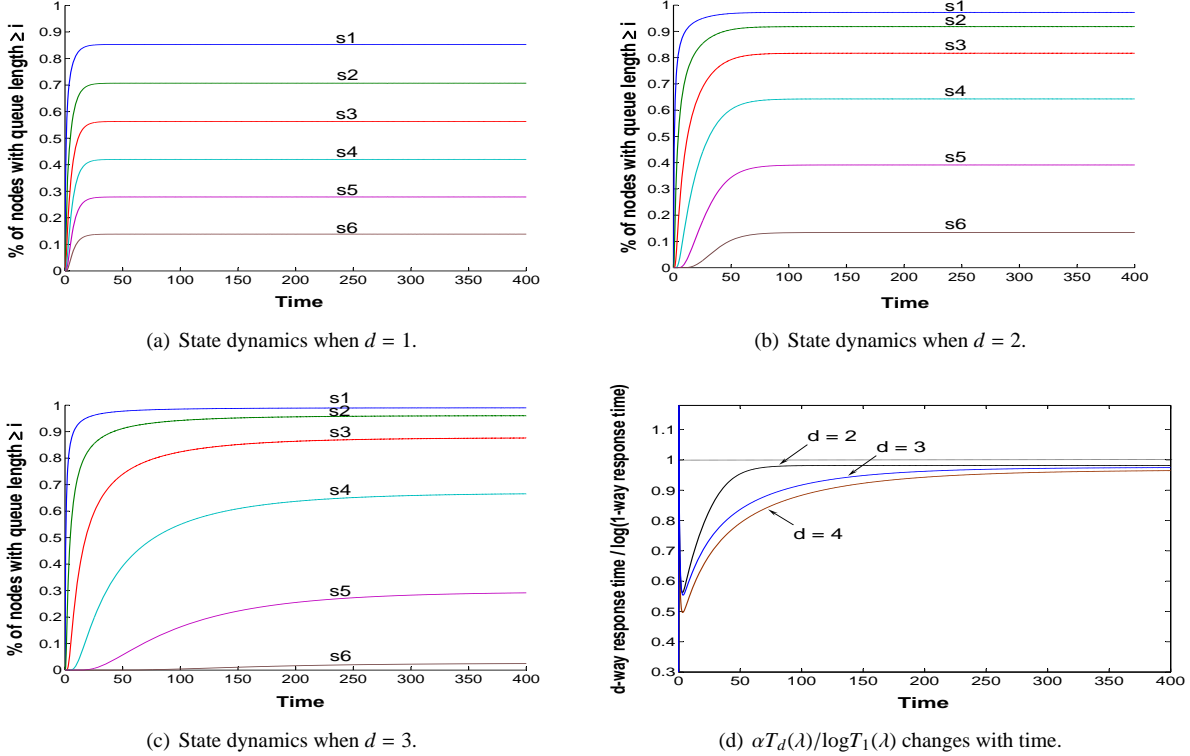 % of nodes with queue length ≥ i
1
0.9
0.8
0.7
0.6
0.5
0.4
0.3
0.2
0.1
0
s1
s2
s3
s4
s5
s6
0 50 100 150 200 250 300 350 400
Time
(a) State dynamics when d = 1.
% of nodes with queue length ≥ i
1
0.9
0.8
0.7
0.6
0.5
0.4
0.3
0.2
0.1
0
s1
s2
s3
s4
s5
s6
0 50 100 150 200 250 300 350 400
Time
(b) State dynamics when d = 2.
% of nodes with queue length ≥ i
1
0.9
0.8
0.7
0.6
0.5
0.4
0.3
0.2
0.1
0
s1
s2
s3
s4
s5
s6
0 50 100 150 200 250 300 350 400
Time
(c) State dynamics when d = 3.
d-way response time / log(1-way response time)
1.1
1
0.9
0.8
0.7
0.6
0.5
0.4
0.3
d = 2
d = 3
d = 4
0 50 100 150 200 250 300 350 400
Time
(d) αT_d(λ)/logT_1(λ) changes with time.